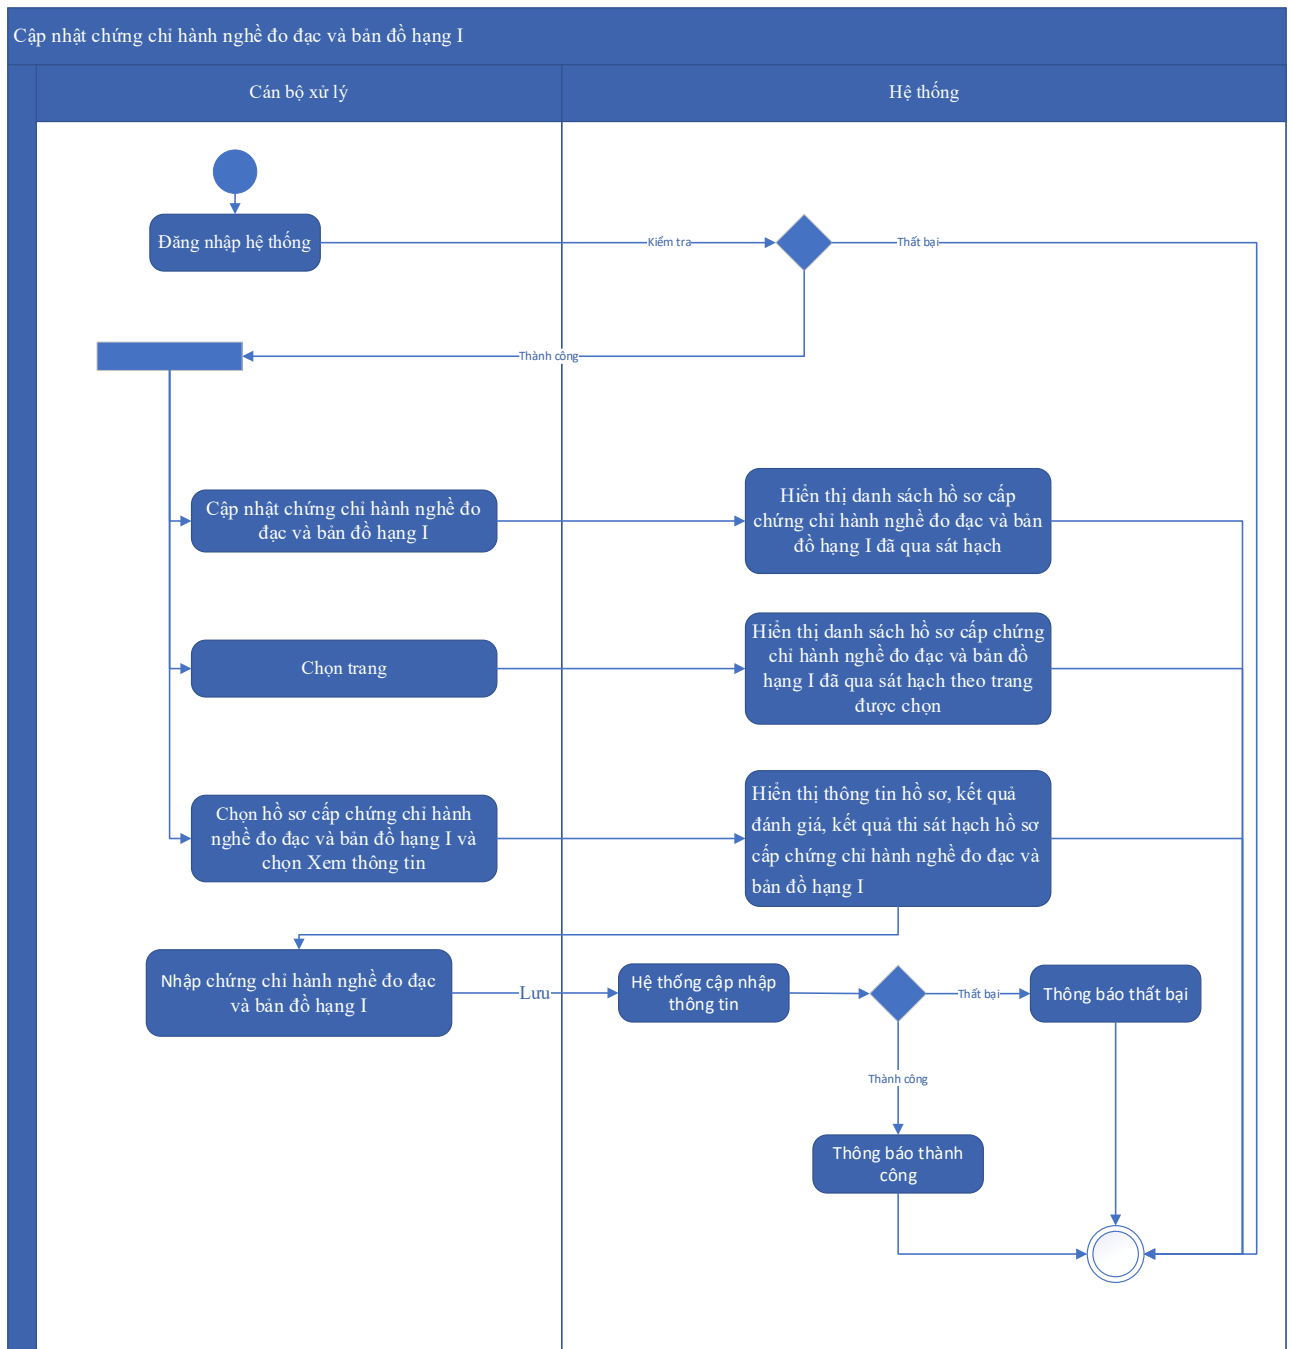 Cập nhật chứng chỉ hành nghề đo đạc và bản đồ hạng I
Cán bộ xử lý
Hệ thống
Đăng nhập hệ thống
Kiểm tra
Thất bại
Thành công
Cập nhật chứng chỉ hành nghề đo
đạc và bản đồ hạng I
Hiển thị danh sách hồ sơ cấp
chứng chỉ hành nghề đo đạc và bản
đồ hạng I đã qua sát hạch
Chọn trang
Hiển thị danh sách hồ sơ cấp chứng
chỉ hành nghề đo đạc và bản đồ
hạng I đã qua sát hạch theo trang
được chọn
Chọn hồ sơ cấp chứng chỉ hành
nghề đo đạc và bản đồ hạng I và
chọn Xem thông tin
Hiển thị thông tin hồ sơ, kết quả
đánh giá, kết quả thi sát hạch hồ sơ
cấp chứng chỉ hành nghề đo đạc và
bản đồ hạng I
Nhập chứng chỉ hành nghề đo đạc
và bản đồ hạng I
Lưu
Hệ thống cập nhập
thông tin
Thất bại
Thông báo thất bại
Thành công
Thông báo thành
công